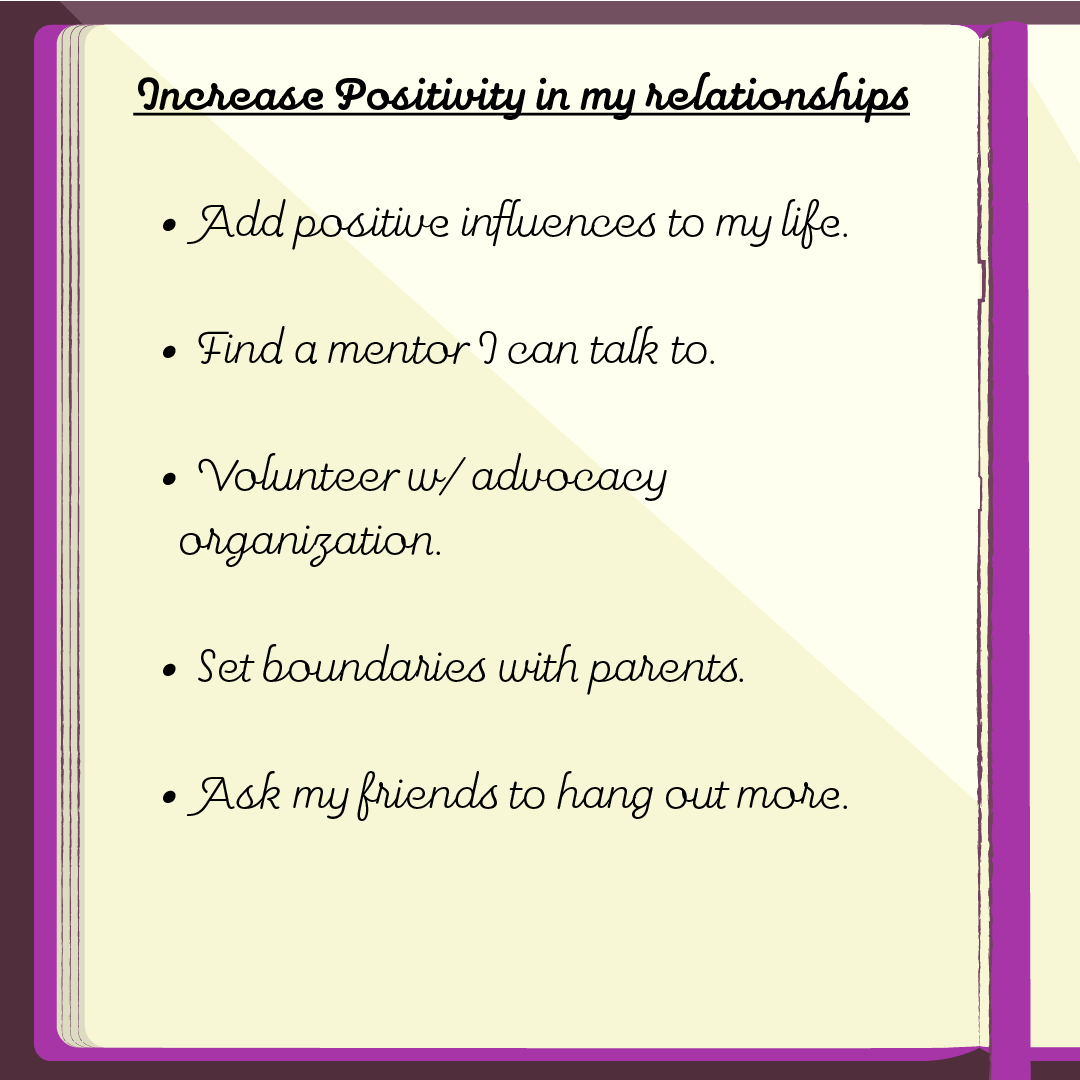 Increase Positivity in my relationships
• Add positive influences to my life.
• Find a mentor I can talk to.
• Volunteer w/ advocacy
organization.
• Set boundaries with parents.
• Ask my friends to hang out more.